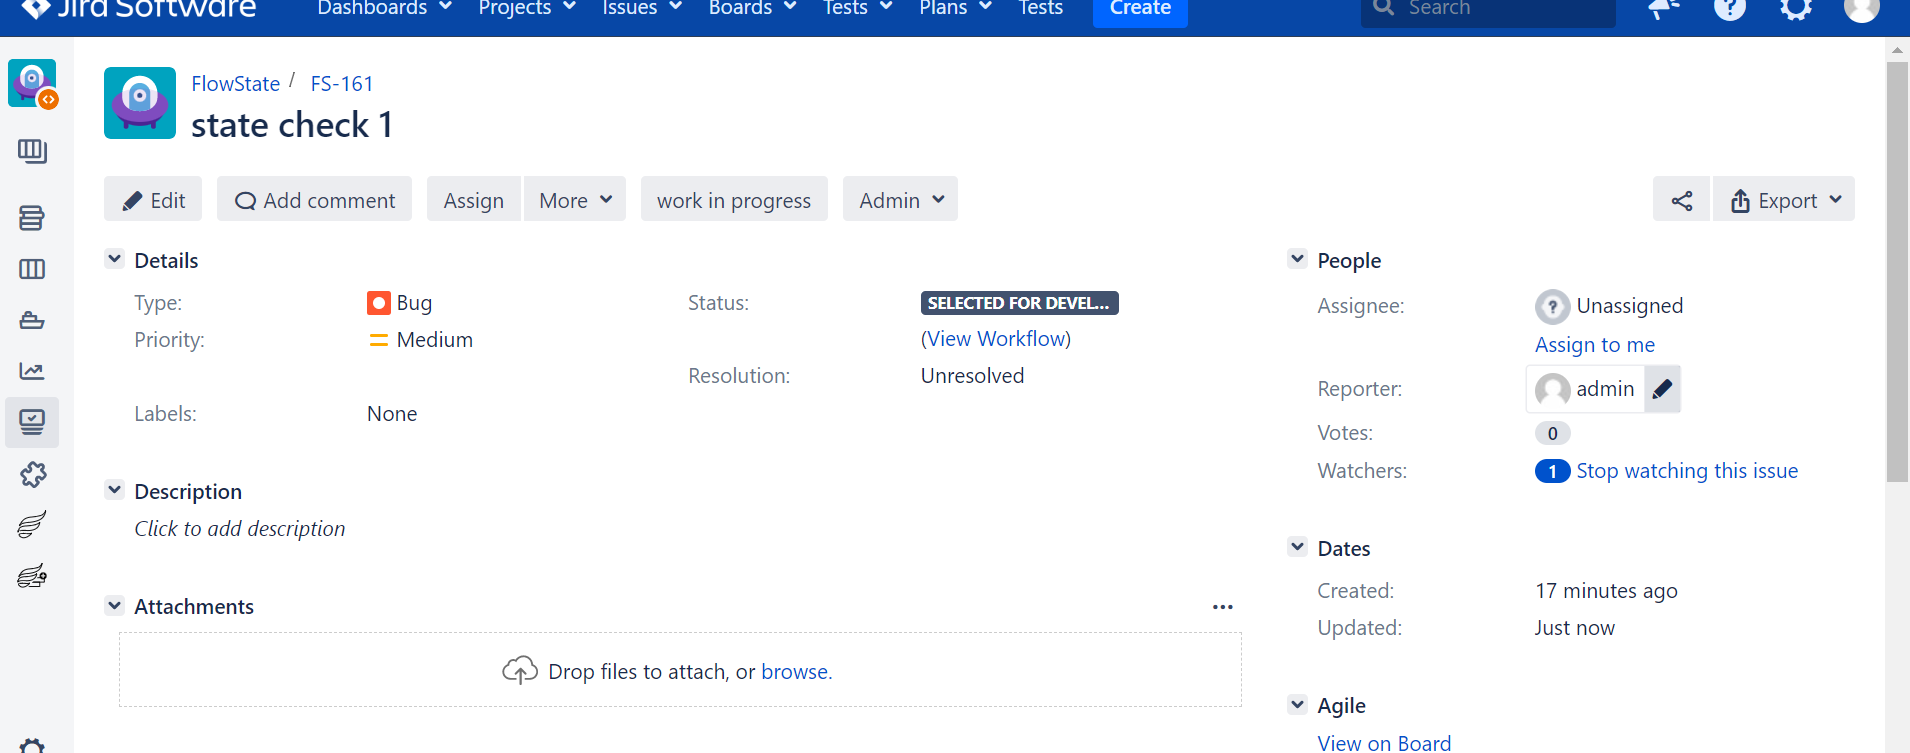 Jira Software Dashboards Projects Issues Boards Tests Plans Tests Create Search
FlowState / FS-161
state check 1
Edit Add comment Assign More work in progress Admin Export
Details
Type: Bug Status: SELECTED FOR DEVEL...
Priority: Medium (View Workflow)
Resolution: Unresolved
Labels: None
Description
Click to add description
Attachments
Drop files to attach, or browse.
People
Assignee: Unassigned
Assign to me
Reporter: admin
Votes: 0
Watchers: 1 Stop watching this issue
Dates
Created: 17 minutes ago
Updated: Just now
Agile
View on Board